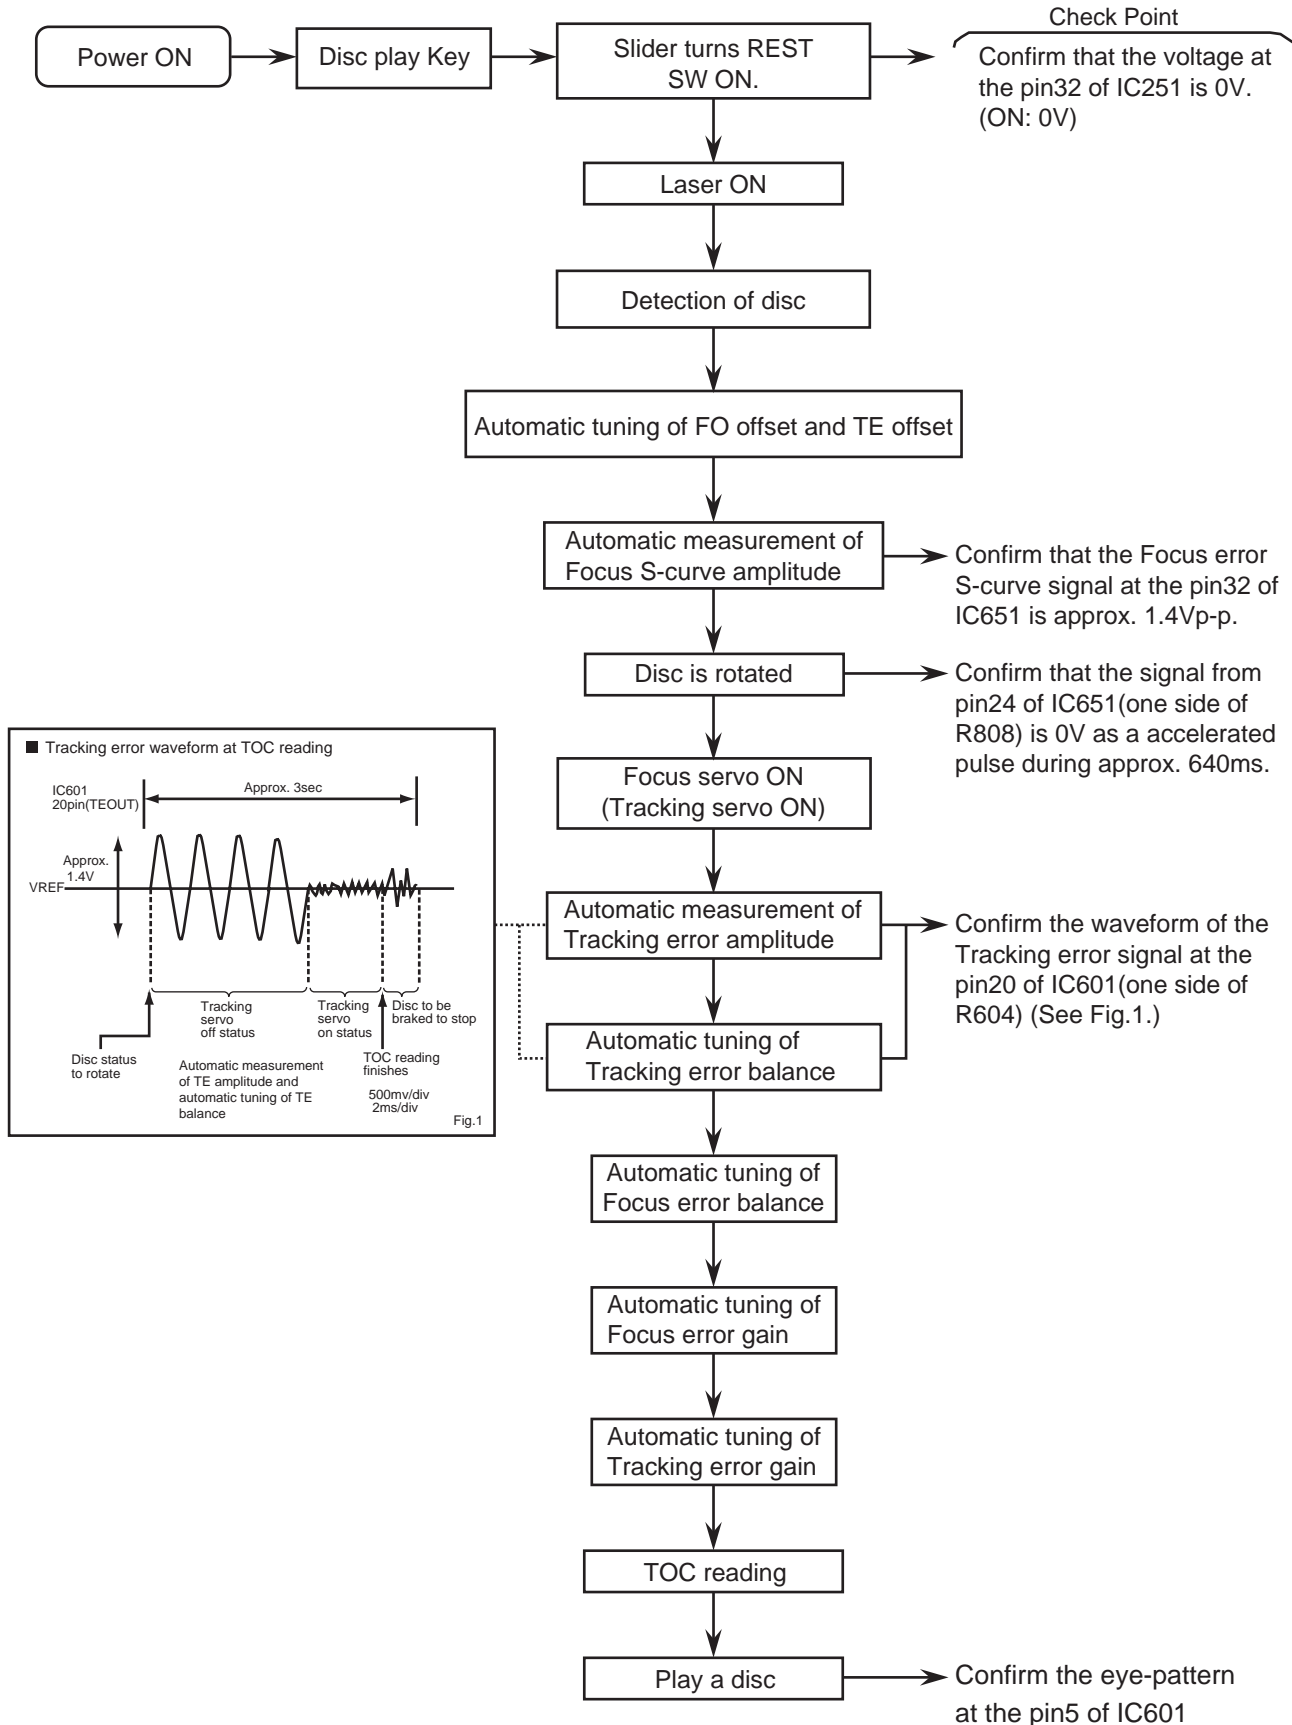 Check Point
Power ON
Disc play Key
Slider turns REST
SW ON.
Confirm that the voltage at
the pin32 of IC251 is 0V.
(ON: 0V)
Laser ON
Detection of disc
Automatic tuning of FO offset and TE offset
Automatic measurement of
Focus S-curve amplitude
Confirm that the Focus error
S-curve signal at the pin32 of
IC651 is approx. 1.4Vp-p.
Disc is rotated
Confirm that the signal from
pin24 of IC651(one side of
R808) is 0V as a accelerated
pulse during approx. 640ms.
Focus servo ON
(Tracking servo ON)
■ Tracking error waveform at TOC reading
IC601
20pin(TEOUT)
Approx. 3sec
Approx.
1.4V
VREF
Tracking
servo
off status
Tracking
servo
on status
Disc to be
braked to stop
Disc status
to rotate
Automatic measurement
of TE amplitude and
automatic tuning of TE
balance
TOC reading
finishes
500mv/div
2ms/div
Fig.1
Automatic measurement of
Tracking error amplitude
Confirm the waveform of the
Tracking error signal at the
pin20 of IC601(one side of
R604) (See Fig.1.)
Automatic tuning of
Tracking error balance
Automatic tuning of
Focus error balance
Automatic tuning of
Focus error gain
Automatic tuning of
Tracking error gain
TOC reading
Play a disc
Confirm the eye-pattern
at the pin5 of IC601